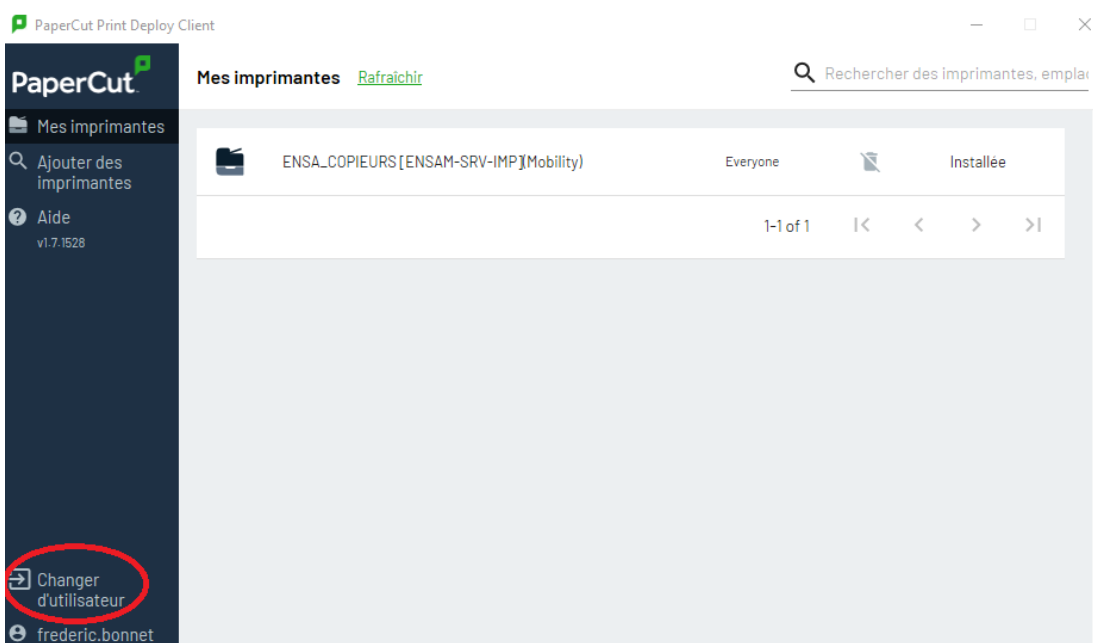 PaperCut Print Deploy Client
PaperCut
Mes imprimantes Rafraîchir
Rechercher des imprimantes, empla
Mes imprimantes
Ajouter des
imprimantes
Aide
v1.7.1528
ENSA_COPIEURS [ENSAM-SRV-IMP](Mobility) Everyone Installée
1-1 of 1
Changer
d'utilisateur
frederic.bonnet